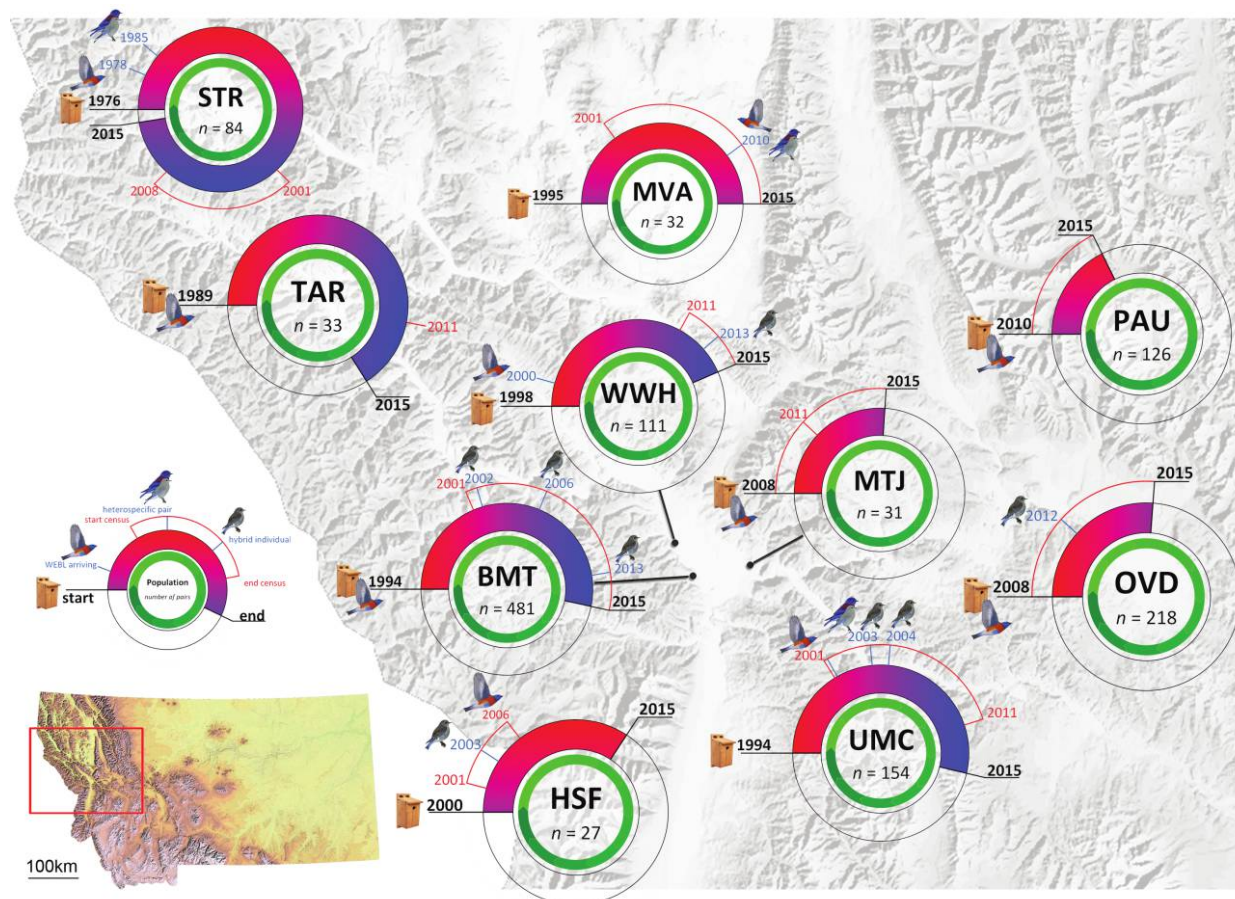 1985
1978
1976
2015
STR
n = 84
2008
2001
2001
2010
1995
MVA
n = 32
2015
1989
TAR
n = 33
2011
2015
2015
2010
PAU
n = 126
2011
2013
2015
2000
1998
WWH
n = 111
2015
2011
2008
MTJ
n = 31
2015
2012
2008
OVD
n = 218
2001
2002
2006
1994
BMT
n = 481
2013
2015
heterospecific pair
start census
hybrid individual
WEBL arriving
Population
number of pairs
end census
start
end
2001
2003
2004
2011
1994
UMC
n = 154
2015
2006
2015
2003
2001
2000
HSF
n = 27
100km